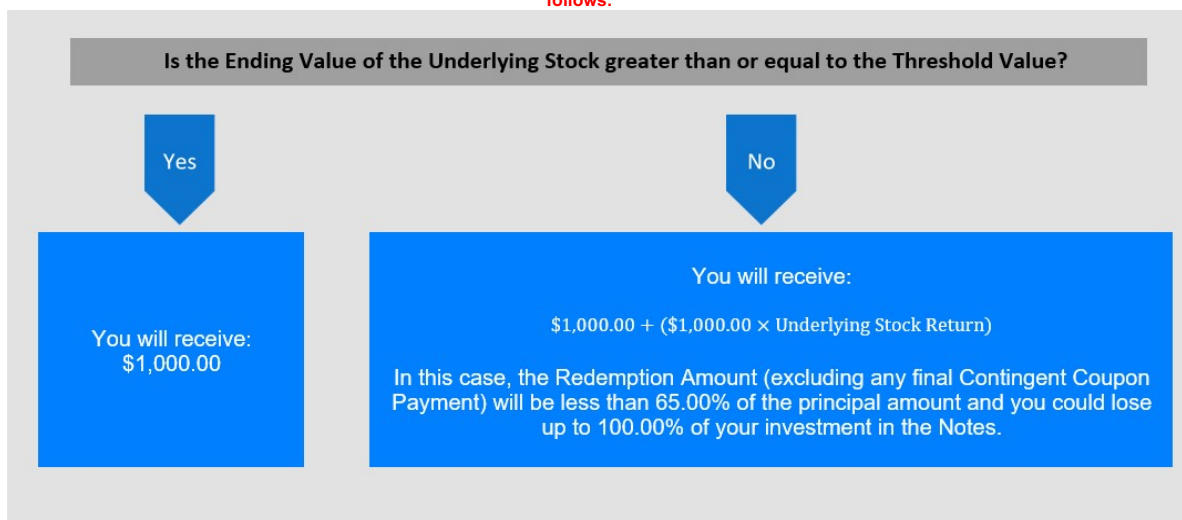 follows:
Is the Ending Value of the Underlying Stock greater than or equal to the Threshold Value?
Yes
No
You will receive:
$1,000.00
You will receive:
$1,000.00 + ($1,000.00 × Underlying Stock Return)
In this case, the Redemption Amount (excluding any final Contingent Coupon
Payment) will be less than 65.00% of the principal amount and you could lose
up to 100.00% of your investment in the Notes.